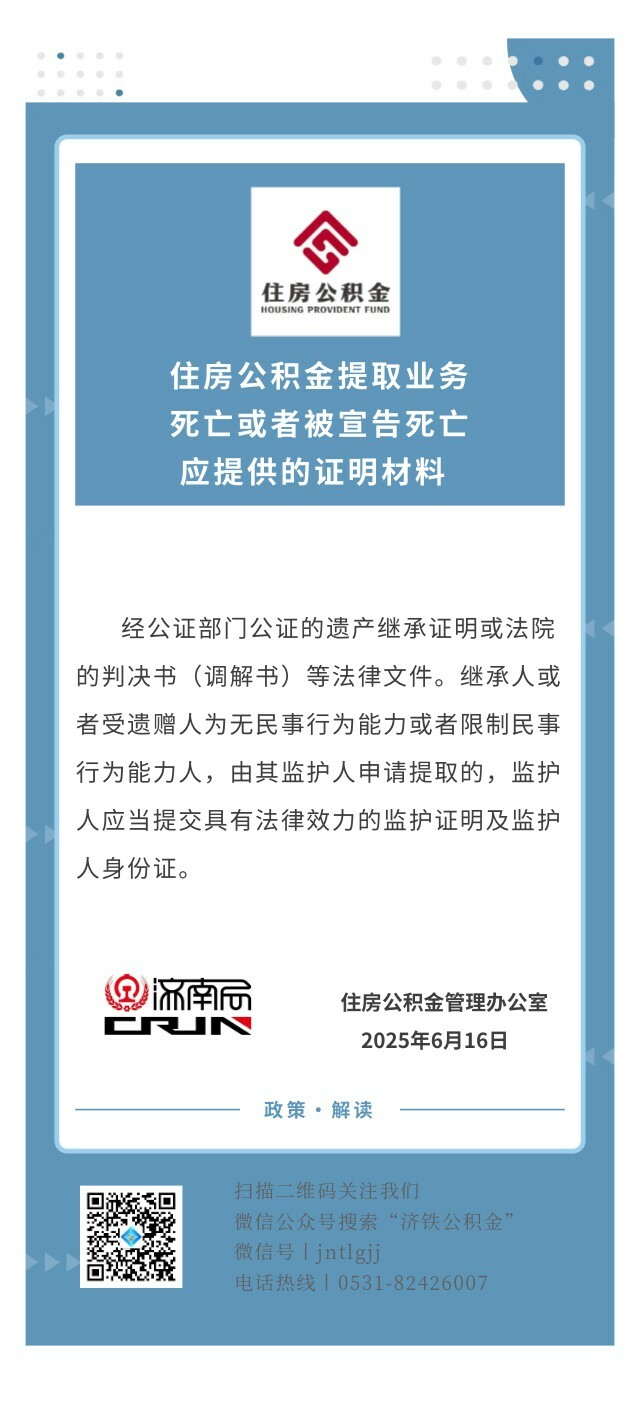 住房公积金
HOUSING PROVIDENT FUND
住房公积金提取业务
死亡或者被宣告死亡
应提供的证明材料
经公证部门公证的遗产继承证明或法院
的判决书（调解书）等法律文件。继承人或
者受遗赠人为无民事行为能力或者限制民事
行为能力人，由其监护人申请提取的，监护
人应当提交具有法律效力的监护证明及监护
人身份证。
济南局
CRJN
住房公积金管理办公室
2025年6月16日
政策·解读
扫描二维码关注我们
微信公众号搜索“济铁公积金”
微信号丨jntlgjj
电话热线丨0531-82426007